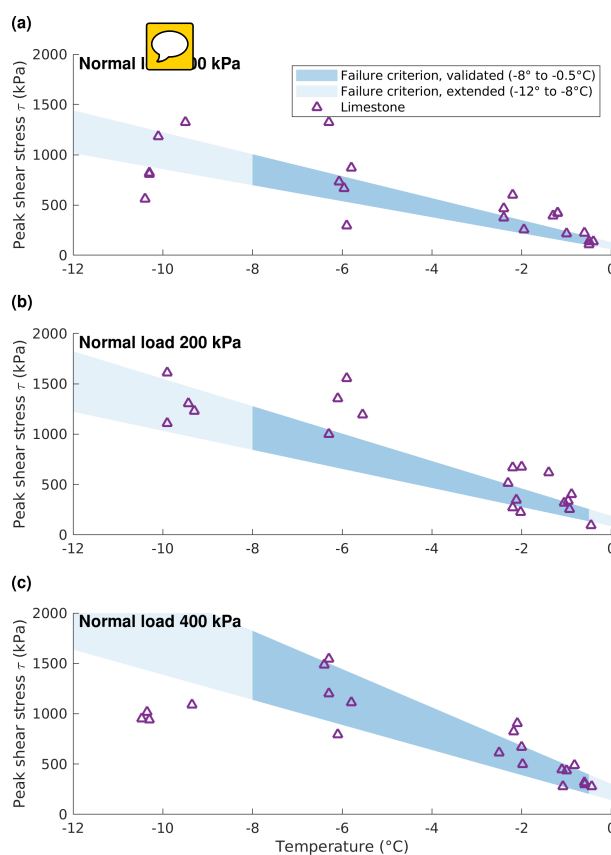 (a)
2000
Normal l 00 kPa
Failure criterion, validated (-8° to -0.5°C)
Failure criterion, extended (-12° to -8°C)
Limestone
1500
1000
500
0
Peak shear stress τ (kPa)
-12 -10 -8 -6 -4 -2 0
(b)
2000
Normal load 200 kPa
1500
1000
500
0
Peak shear stress τ (kPa)
-12 -10 -8 -6 -4 -2 0
(c)
2000
Normal load 400 kPa
1500
1000
500
0
Peak shear stress τ (kPa)
-12 -10 -8 -6 -4 -2 0
Temperature (°C)